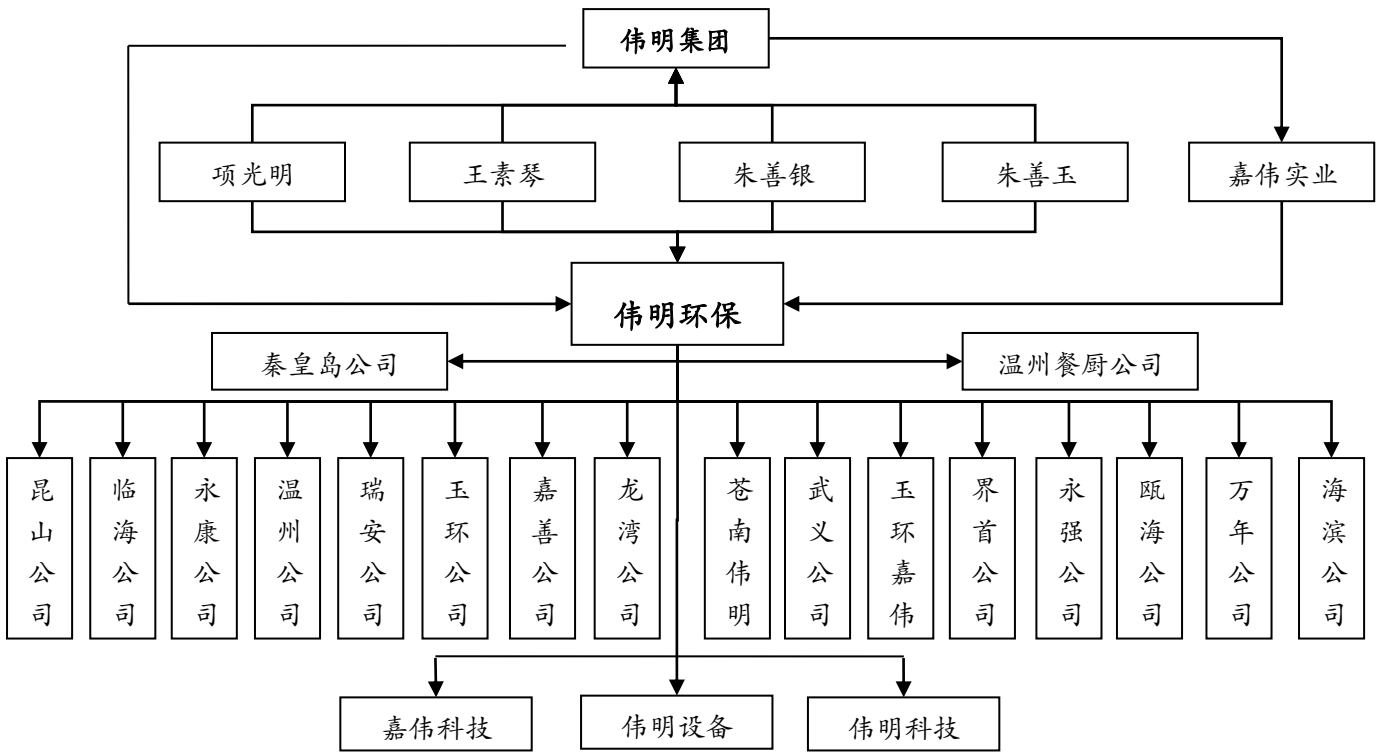 伟明集团
项光明
王素琴
朱善银
朱善玉
嘉伟实业
伟明环保
秦皇岛公司
温州餐厨公司
昆山公司
临海公司
永康公司
温州公司
瑞安公司
玉环公司
嘉善公司
龙湾公司
苍南伟明
武义公司
玉环嘉伟
界首公司
永强公司
瓯海公司
万年公司
海滨公司
嘉伟科技
伟明设备
伟明科技